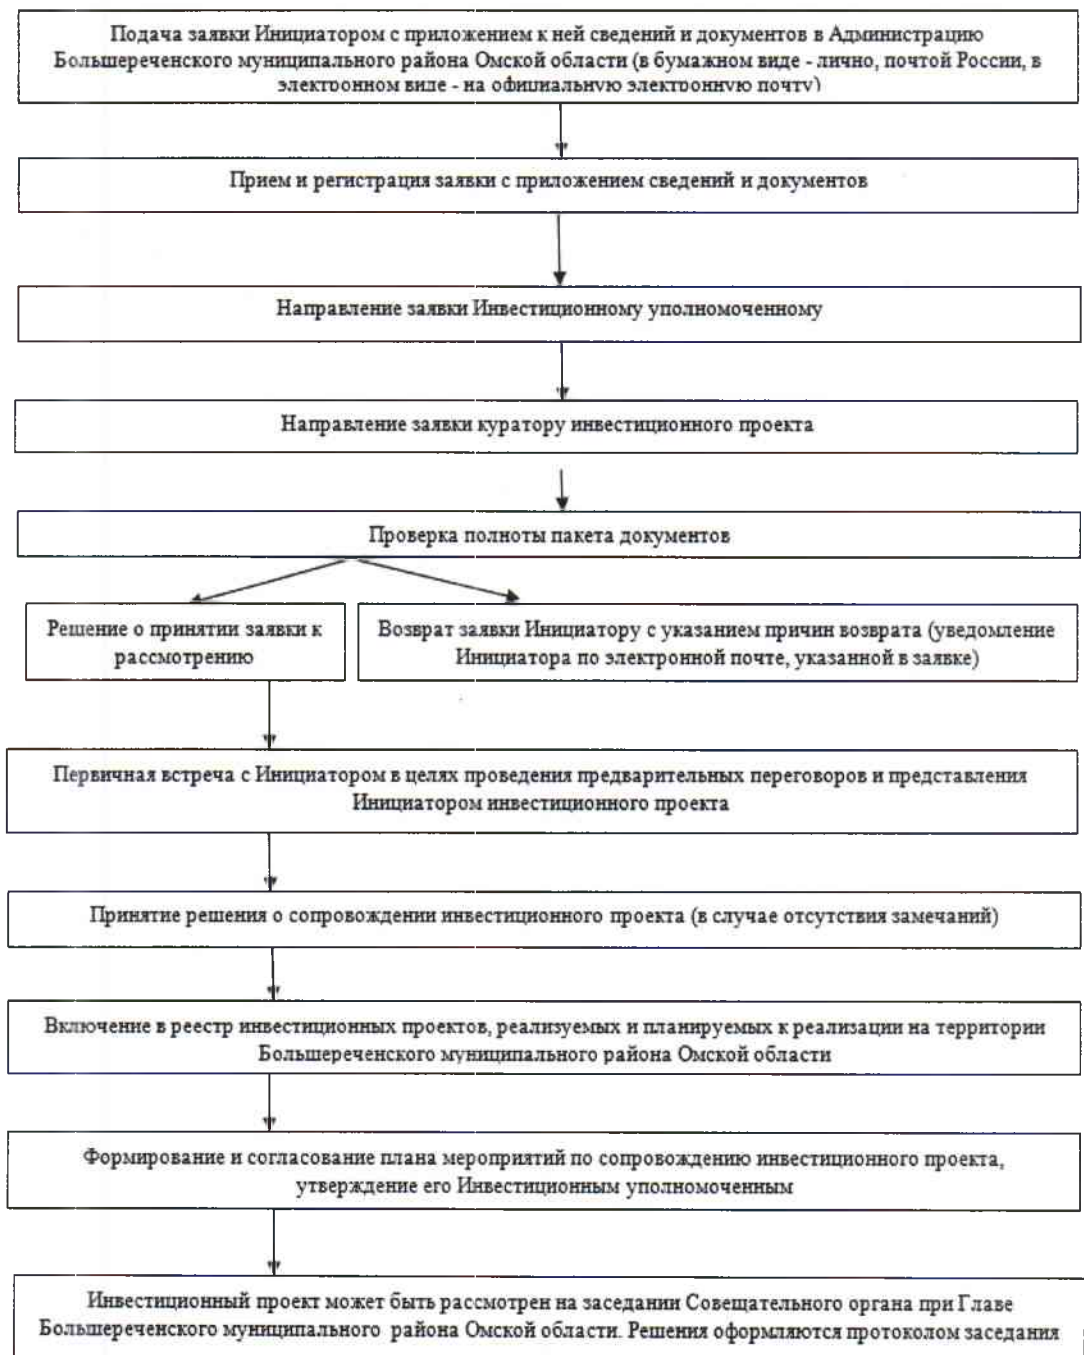 Подача заявки Инициатором с приложением к ней сведений и документов в Администрацию
Большереченского муниципального района Омской области (в бумажном виде - лично, почтой России, в
электронном виде - на официальную электронную почту)
Прием и регистрация заявки с приложением сведений и документов
Направление заявки Инвестиционному уполномоченному
Направление заявки куратору инвестиционного проекта
Проверка полноты пакета документов
Решение о принятии заявки к
рассмотрению
Возврат заявки Инициатору с указанием причин возврата (уведомление
Инициатора по электронной почте, указанной в заявке)
Первичная встреча с Инициатором в целях проведения предварительных переговоров и представления
Инициатором инвестиционного проекта
Принятие решения о сопровождении инвестиционного проекта (в случае отсутствия замечаний)
Включение в реестр инвестиционных проектов, реализуемых и планируемых к реализации на территории
Большереченского муниципального района Омской области
Формирование и согласование плана мероприятий по сопровождению инвестиционного проекта,
утверждение его Инвестиционным уполномоченным
Инвестиционный проект может быть рассмотрен на заседании Совещательного органа при Главе
Большереченского муниципального района Омской области. Решения оформляются протоколом заседания